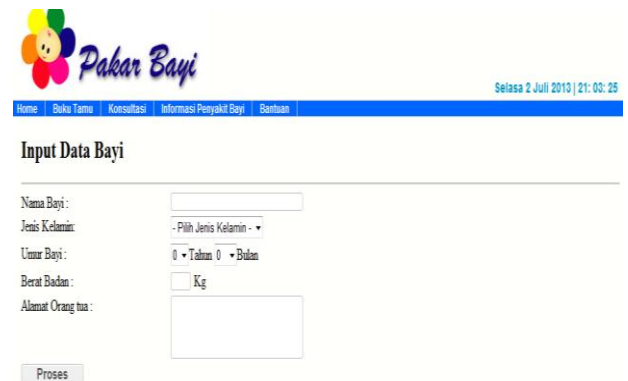 Pakar Bayi
Selasa 2 Juli 2013 | 21: 03: 25
Home Buku Tamu Konsultasi Informasi Penyakit Bayi Bantuan
Input Data Bayi
Nama Bayi :
Jenis Kelamin:
- Pilih Jenis Kelamin -
Umur Bayi :
0 Tahun 0 Bulan
Berat Badan :
Kg
Alamat Orang tua :
Proses